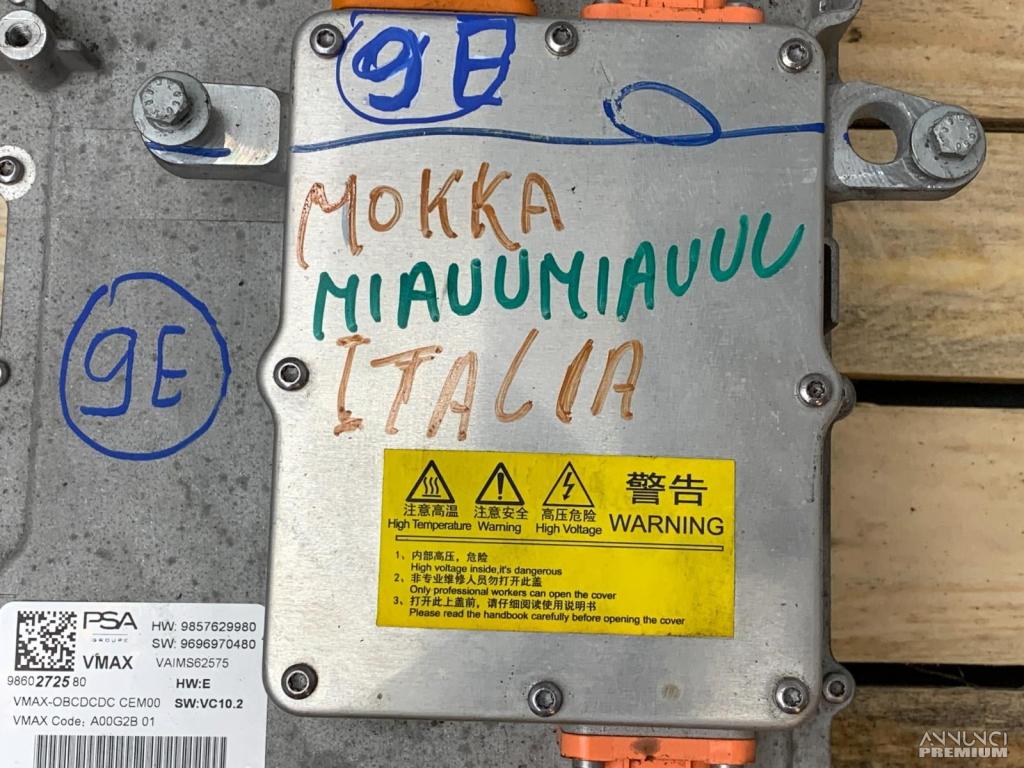 9E
MOKKA
MIAUUMIAUUU
ITALIA
9E
注意高温 注意安全 高压危险 警告
High Temperature Warning High Voltage WARNING
1、内部高压，危险
High voltage inside,it's dangerous
2、非专业维修人员勿打开此盖
Only professional workers can open the cover
3、打开此上盖前，请仔细阅读使用说明书
Please read the handbook carefully before opening the cover
PSA HW: 9857629980
GROUPE SW: 9696970480
VMAX VAIMS62575
9860272580 HW:E
VMAX-OBCDCDC CEM00 SW:VC10.2
VMAX Code: A00G2B 01
ANNUNCI
PREMIUM